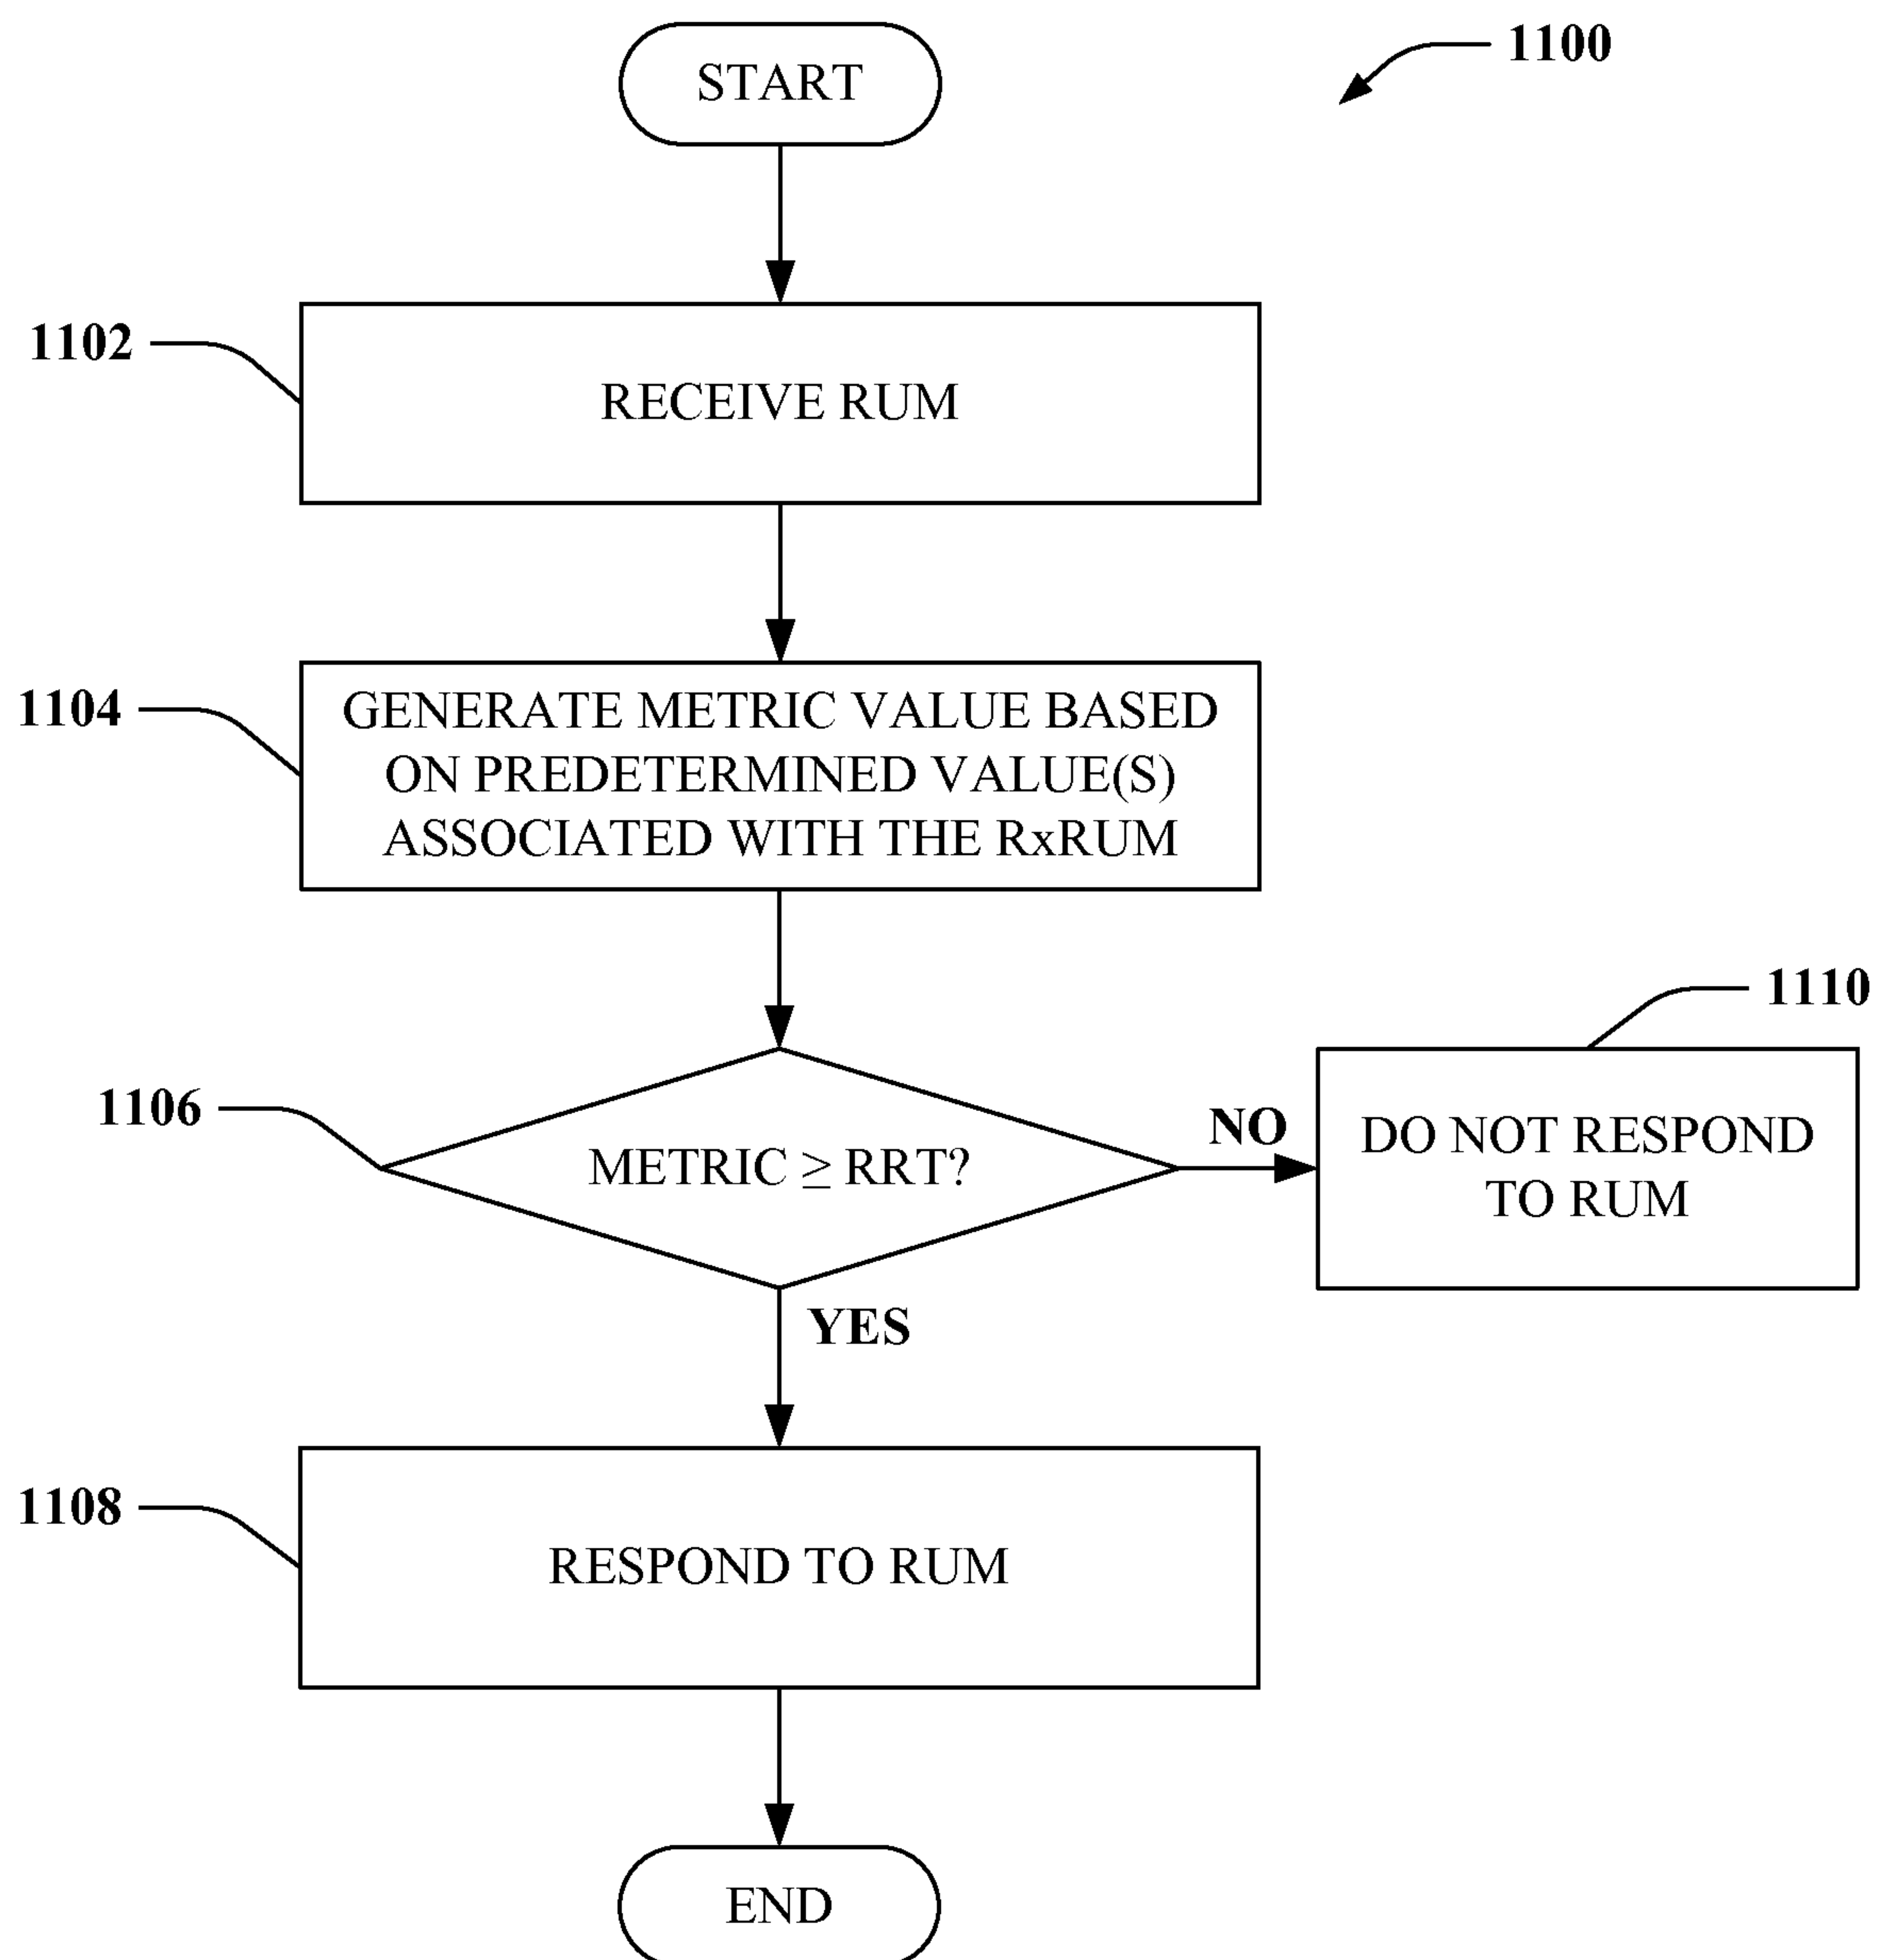 START
1100
1102
RECEIVE RUM
1104
GENERATE METRIC VALUE BASED
ON PREDETERMINED VALUE(S)
ASSOCIATED WITH THE RxRUM
1106
METRIC ≥ RRT?
NO
1110
DO NOT RESPOND
TO RUM
YES
1108
RESPOND TO RUM
END